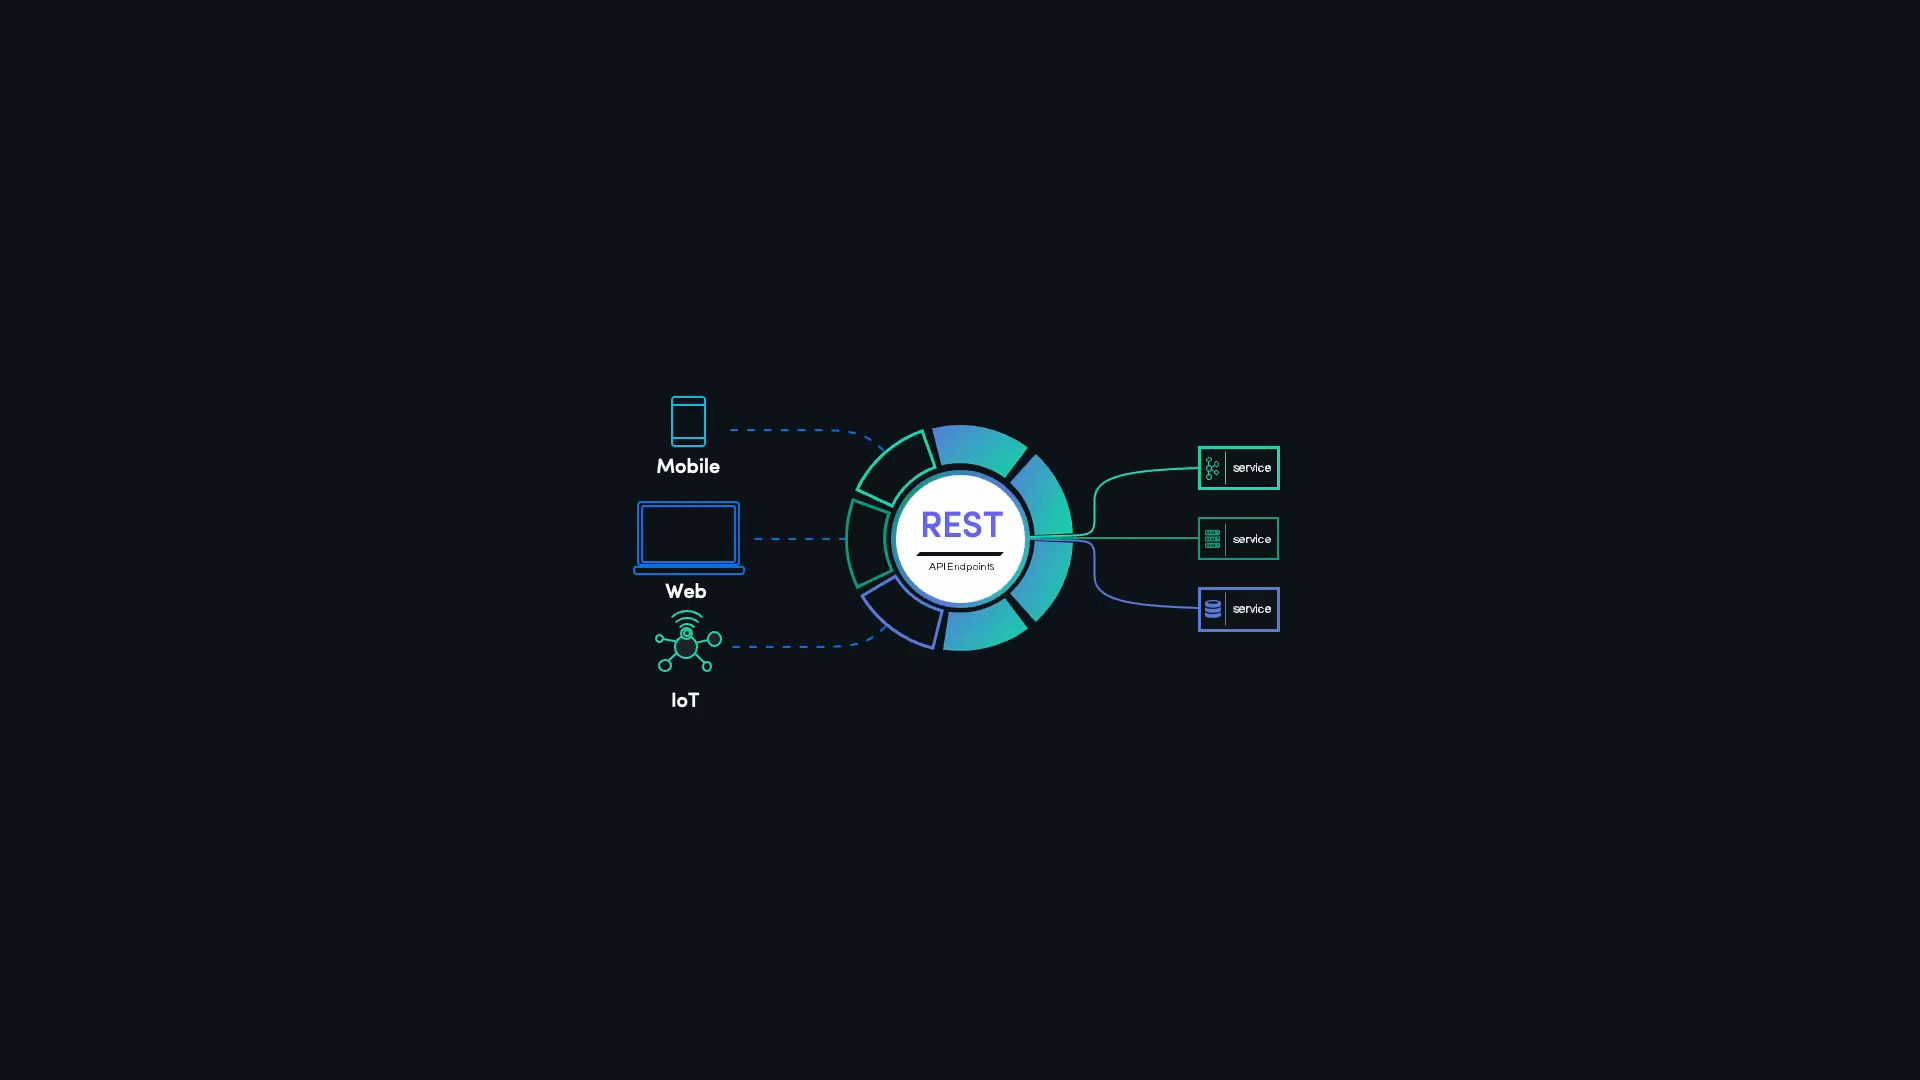 Mobile
Web
IoT
REST
API Endpoints
service
service
service